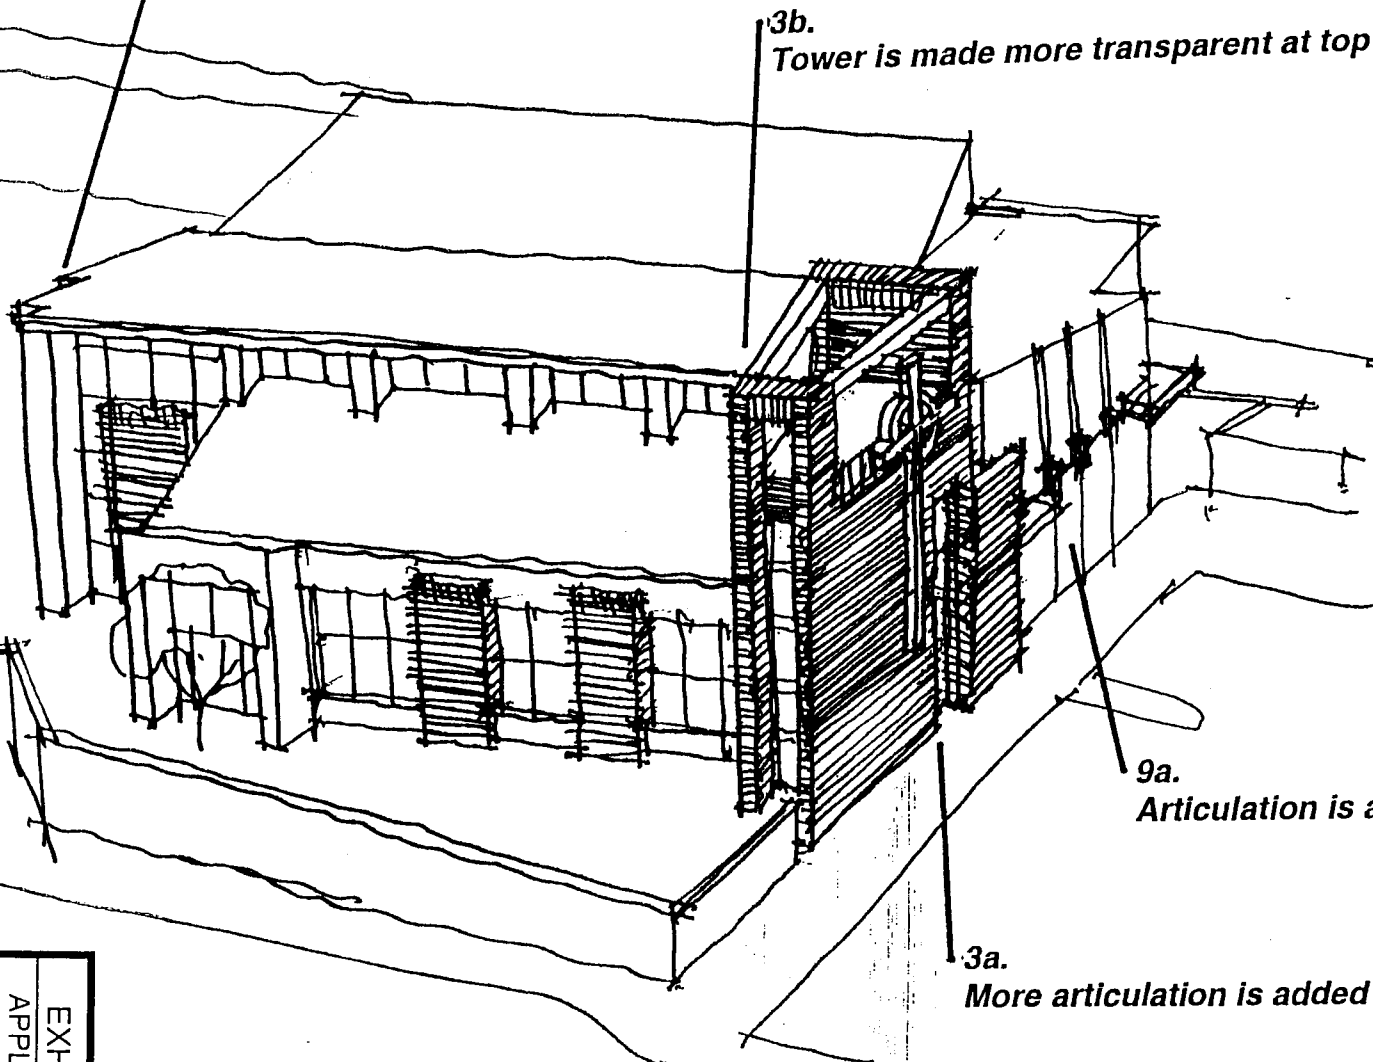 3b.
Tower is made more transparent at top
9a.
Articulation is a
3a.
More articulation is added
EXH
APPL